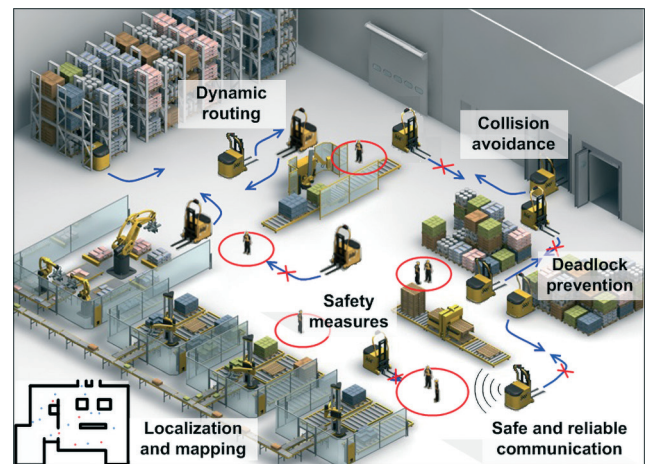 Dynamic
routing
Collision
avoidance
Deadlock
prevention
Safety
measures
Localization
and mapping
Safe and reliable
communication